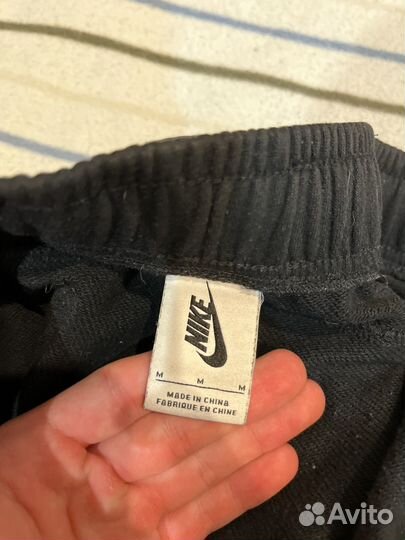 NIKE
M M M
MADE IN CHINA
FABRIQUE EN CHINE
Avito